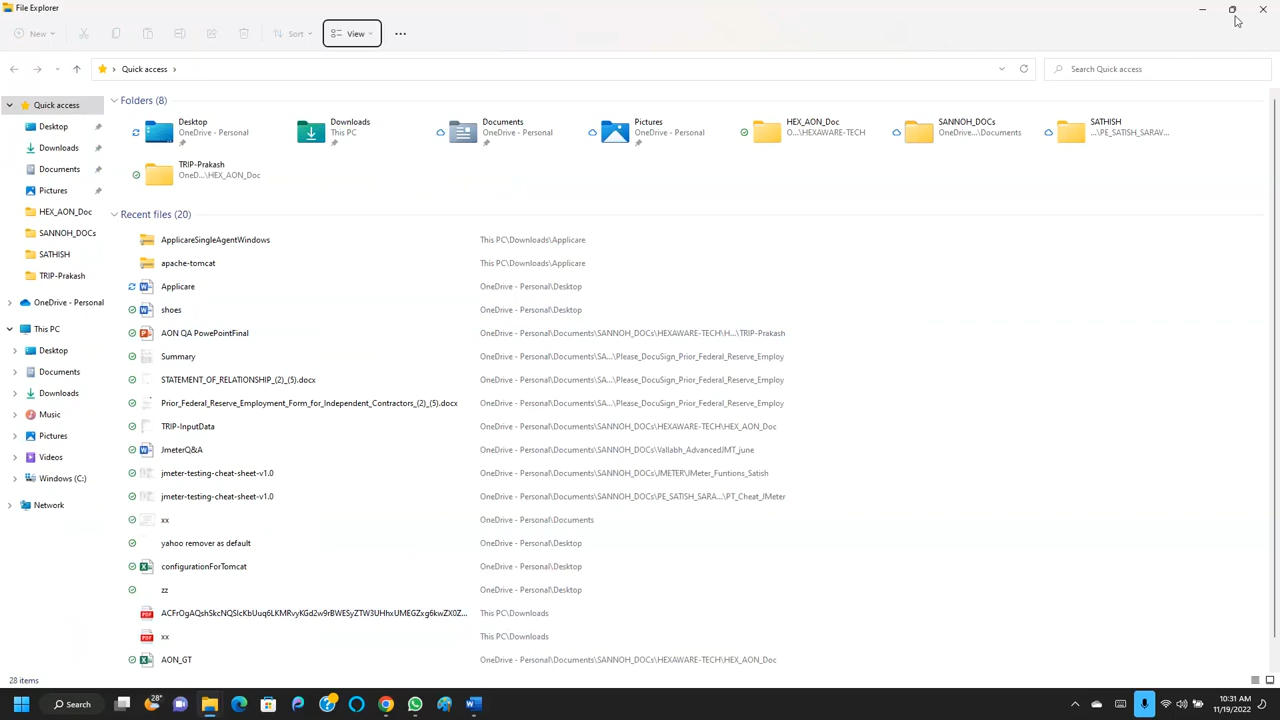 File Explorer
New
Sort
View
Quick access
Search Quick access
Quick access
Desktop
Downloads
Documents
Pictures
HEX_AON_Doc
SANNOH_DOCs
SATHISH
TRIP-Prakash
OneDrive - Personal
This PC
Desktop
Documents
Downloads
Music
Pictures
Videos
Windows (C:)
Network
Folders (8)
Desktop
OneDrive - Personal
Downloads
This PC
Documents
OneDrive - Personal
Pictures
OneDrive - Personal
HEX_AON_Doc
O...\HEXAWARE-TECH
SANNOH_DOCs
OneDrive...\Documents
SATHISH
...\PE_SATISH_SARAV...
TRIP-Prakash
OneD...\HEX_AON_Doc
Recent files (20)
ApplicareSingleAgentWindows This PC\Downloads\Applicare
apache-tomcat This PC\Downloads\Applicare
Applicare OneDrive - Personal\Desktop
shoes OneDrive - Personal\Desktop
AON QA PowePointFinal OneDrive - Personal\Documents\SANNOH_DOCs\HEXAWARE-TECH\H...\TRIP-Prakash
Summary OneDrive - Personal\Documents\SA...\Please_DocuSign_Prior_Federal_Reserve_Employ
STATEMENT_OF_RELATIONSHIP_(2)_(5).docx OneDrive - Personal\Documents\SA...\Please_DocuSign_Prior_Federal_Reserve_Employ
Prior_Federal_Reserve_Employment_Form_for_Independent_Contractors_(2)_(5).docx OneDrive - Personal\Documents\SA...\Please_DocuSign_Prior_Federal_Reserve_Employ
TRIP-InputData OneDrive - Personal\Documents\SANNOH_DOCs\HEXAWARE-TECH\HEX_AON_Doc
JmeterQ&A OneDrive - Personal\Documents\SANNOH_DOCs\Vallabh_AdvancedJMT_june
jmeter-testing-cheat-sheet-v1.0 OneDrive - Personal\Documents\SANNOH_DOCs\JMETER\JMeter_Funtions_Satish
jmeter-testing-cheat-sheet-v1.0 OneDrive - Personal\Documents\SANNOH_DOCs\PE_SATISH_SARA...\PT_Cheat_JMeter
xx OneDrive - Personal\Documents
yahoo remover as default OneDrive - Personal\Desktop
configurationForTomcat OneDrive - Personal\Desktop
zz OneDrive - Personal\Desktop
This PC\Downloads
xx This PC\Downloads
AON_GT OneDrive - Personal\Documents\SANNOH_DOCs\HEXAWARE-TECH\HEX_AON_Doc
28 items
28°
Search
10:31 AM
11/19/2022